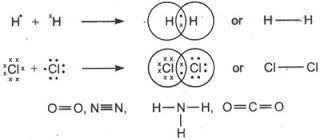 H• + ˣH ⟶ H ˣ• H or H—H
Cl + Cl ⟶ Cl Cl or Cl—Cl
O=O, N≡N, H—N—H, O=C=O
H